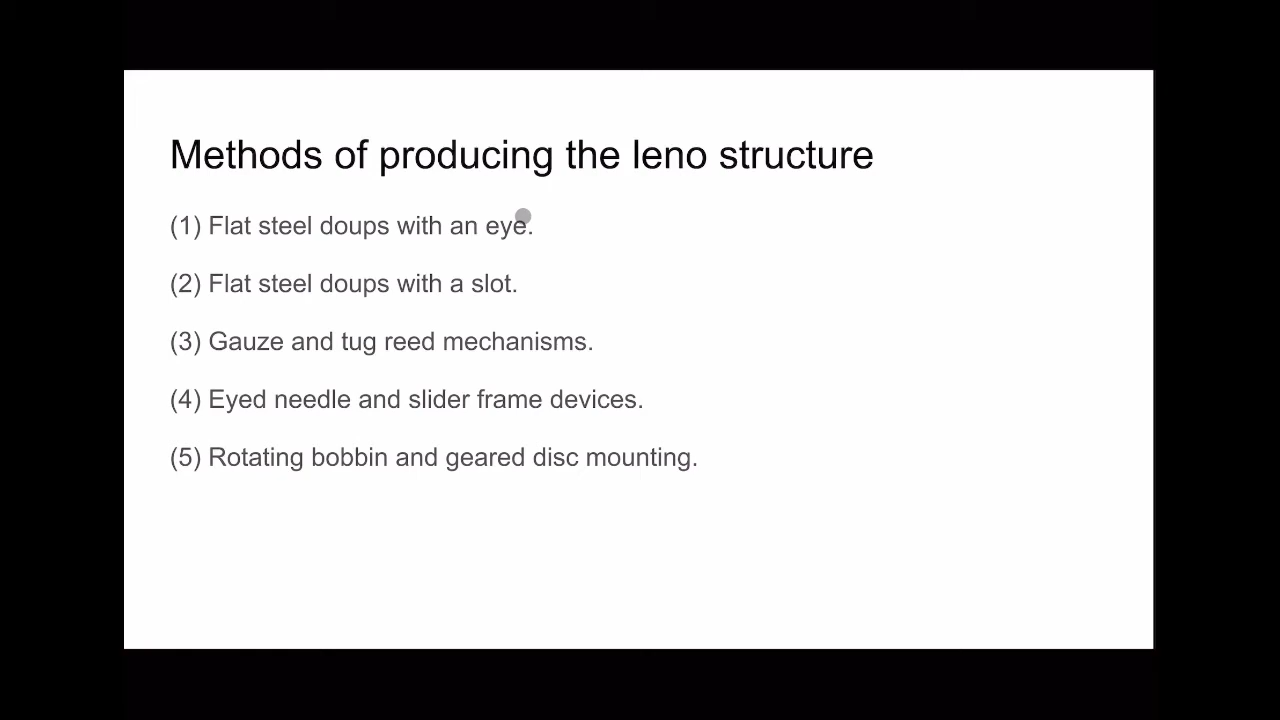 Methods of producing the leno structure
(1) Flat steel doups with an eye.
(2) Flat steel doups with a slot.
(3) Gauze and tug reed mechanisms.
(4) Eyed needle and slider frame devices.
(5) Rotating bobbin and geared disc mounting.